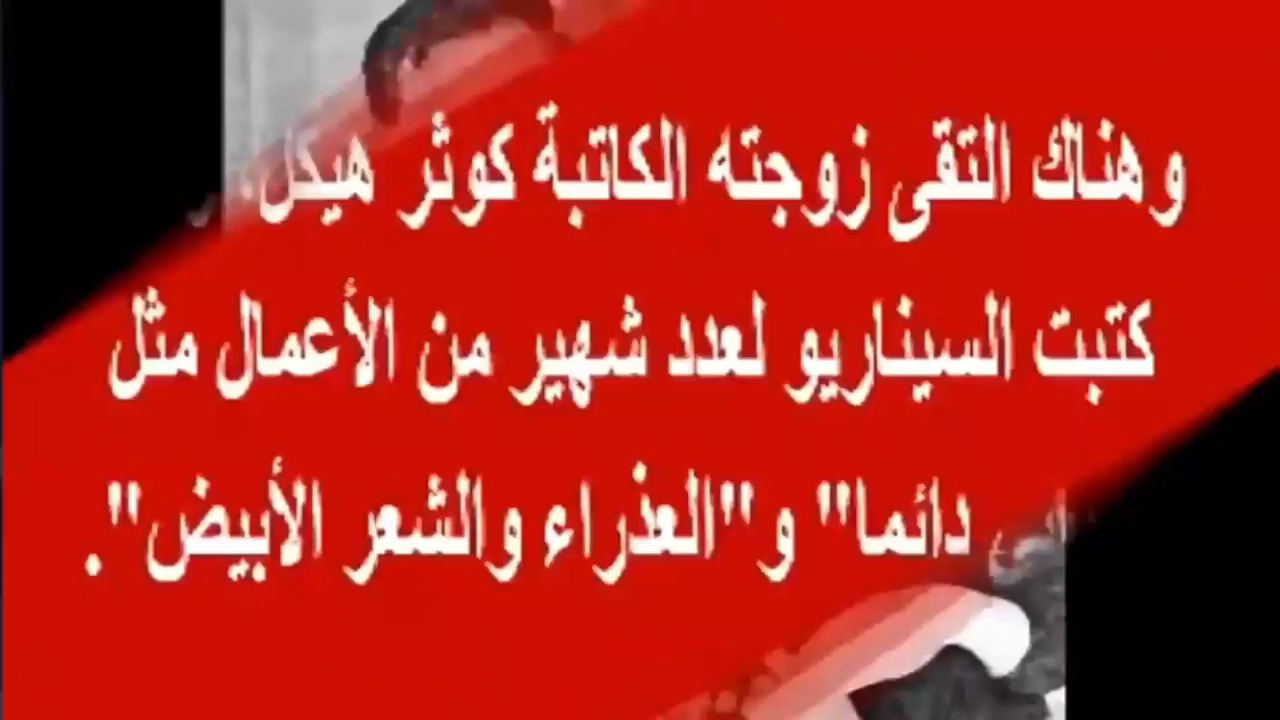 وهناك التقى زوجته الكاتبة كوثر هيكل
كتبت السيناريو لعدد شهير من الأعمال مثل
دائما" و"العذراء والشعر الأبيض".